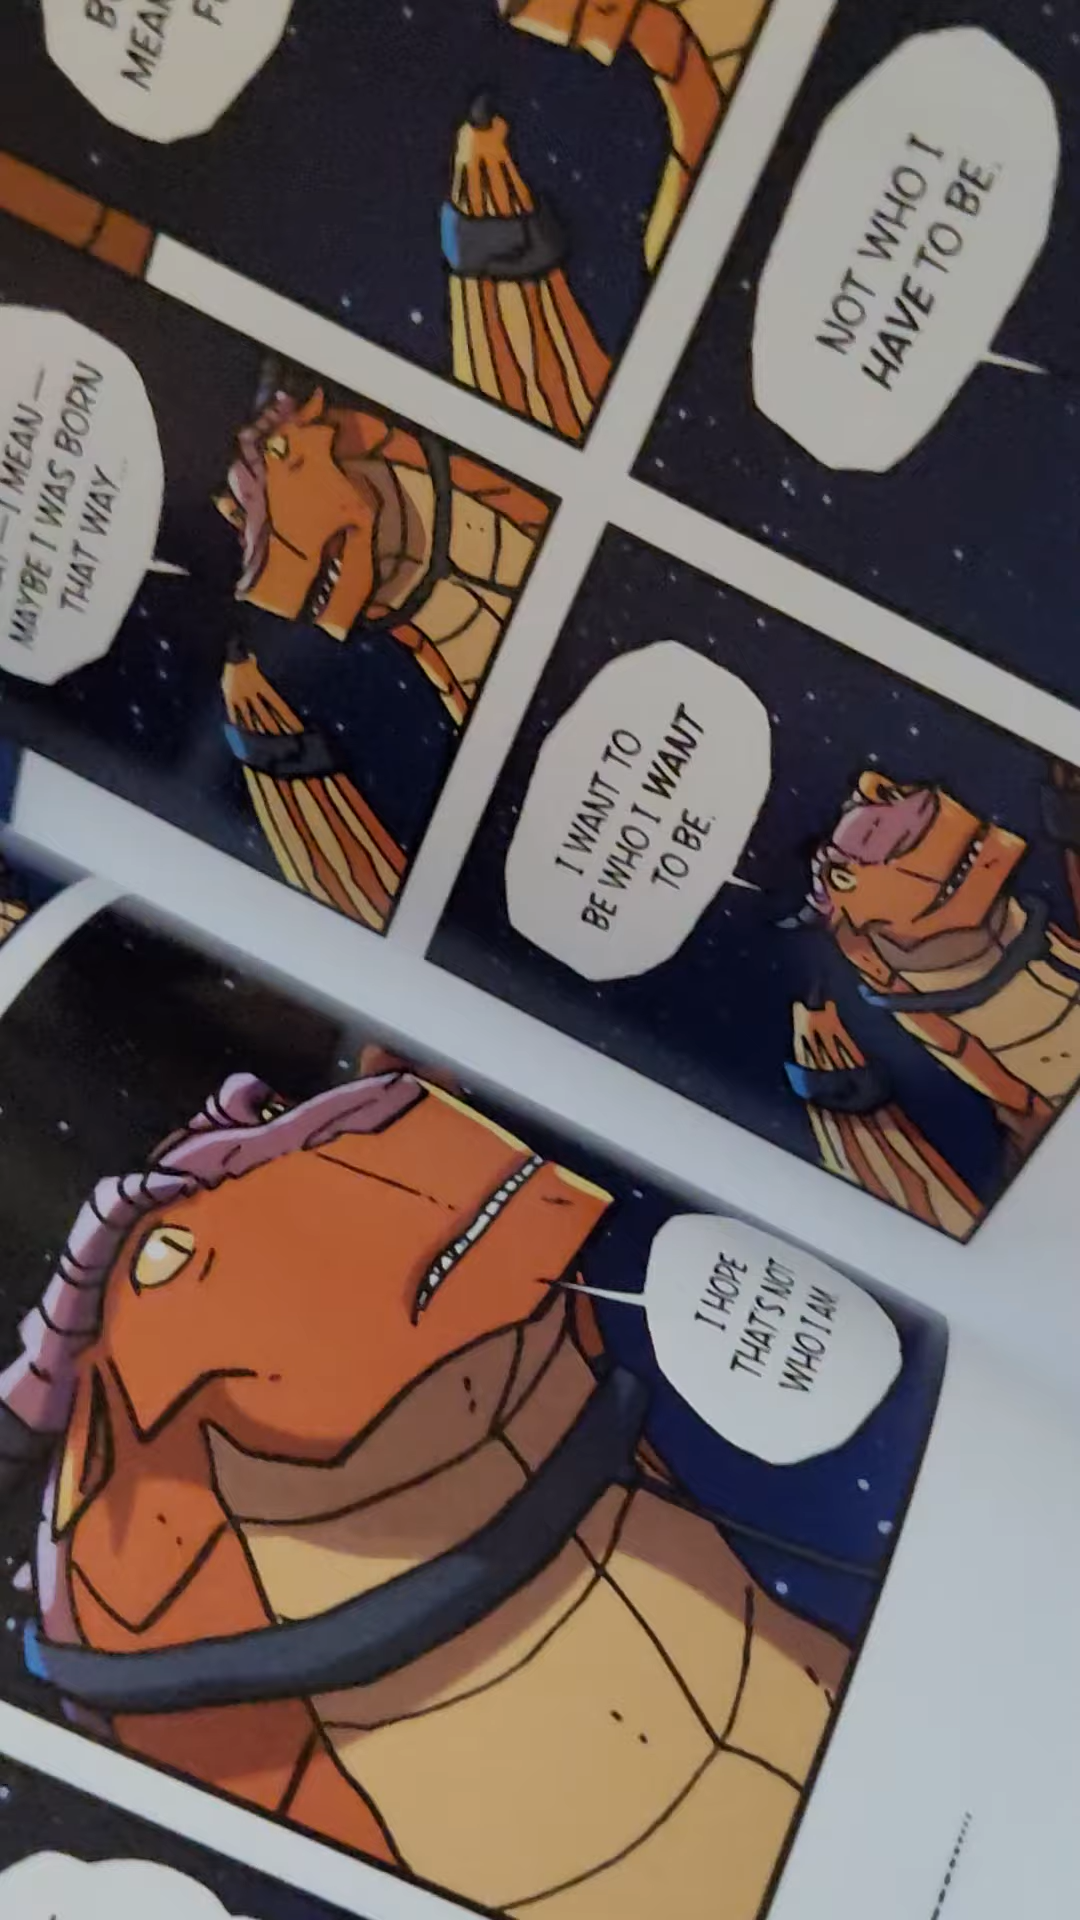 MEAN
— I MEAN —
MAYBE I WAS BORN
THAT WAY...
NOT WHO I
HAVE TO BE.
I WANT TO
BE WHO I WANT
TO BE.
I HOPE
THAT'S NOT
WHO I AM.